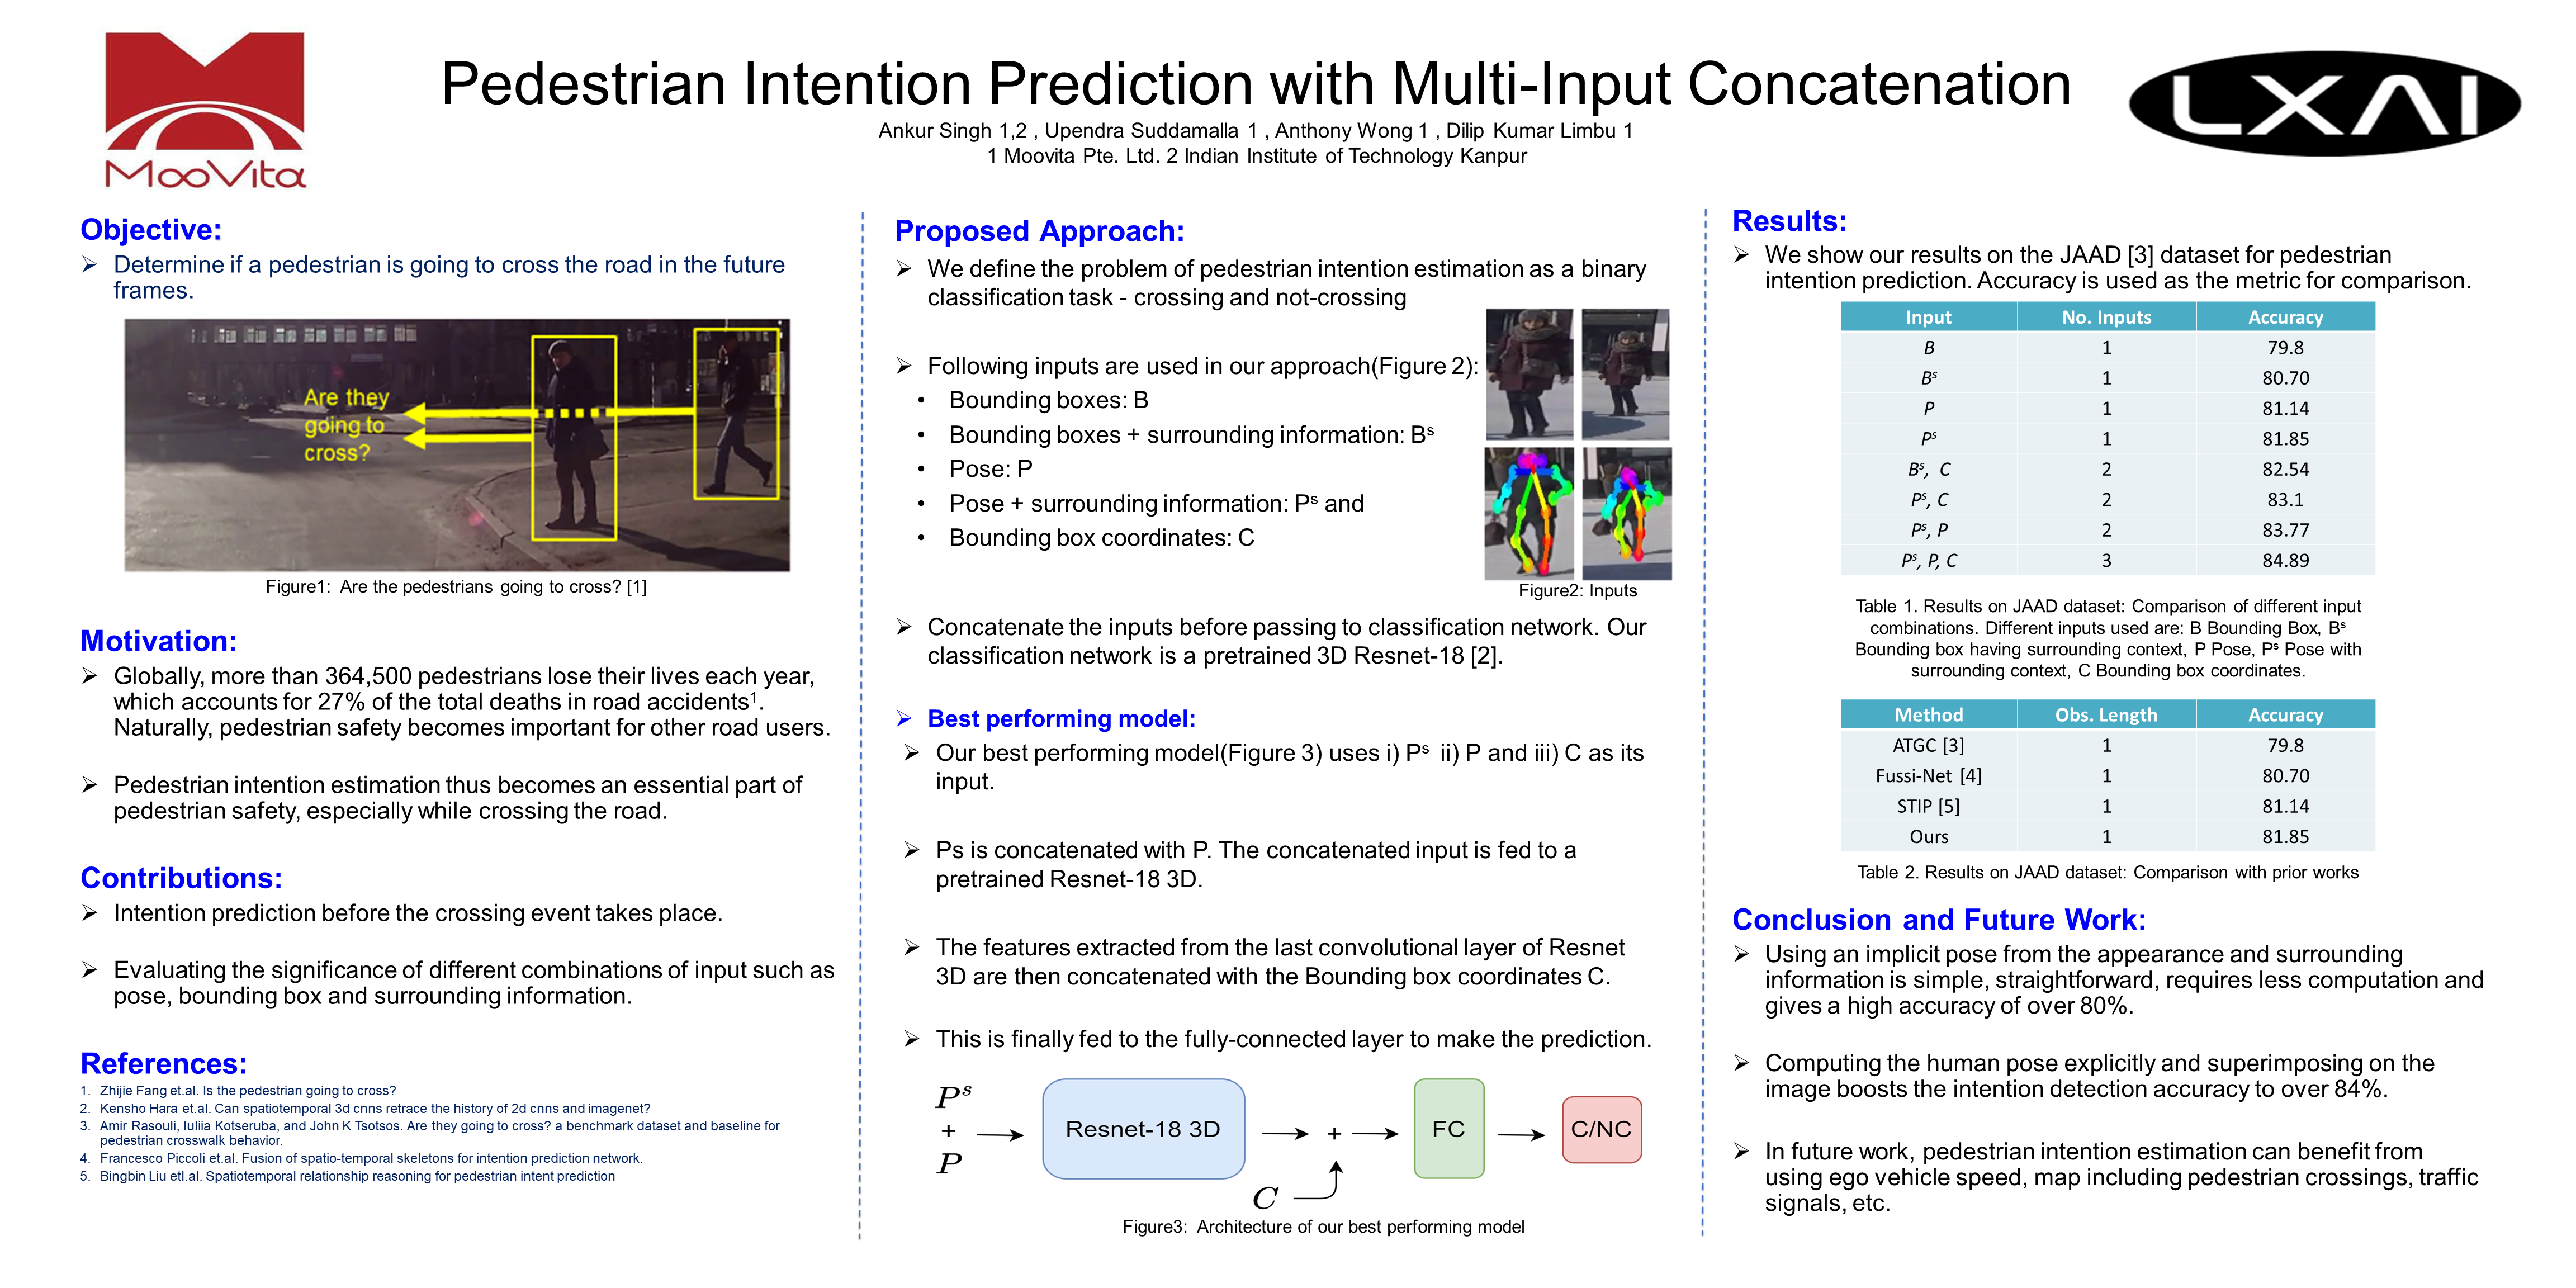 MooVita
Pedestrian Intention Prediction with Multi-Input Concatenation
Ankur Singh 1,2 , Upendra Suddamalla 1 , Anthony Wong 1 , Dilip Kumar Limbu 1
1 Moovita Pte. Ltd. 2 Indian Institute of Technology Kanpur
LXAI
Objective:
➢ Determine if a pedestrian is going to cross the road in the future
frames.
Are they
going to
cross?
Figure1: Are the pedestrians going to cross? [1]
Motivation:
➢ Globally, more than 364,500 pedestrians lose their lives each year,
which accounts for 27% of the total deaths in road accidents¹.
Naturally, pedestrian safety becomes important for other road users.
➢ Pedestrian intention estimation thus becomes an essential part of
pedestrian safety, especially while crossing the road.
Contributions:
➢ Intention prediction before the crossing event takes place.
➢ Evaluating the significance of different combinations of input such as
pose, bounding box and surrounding information.
References:
1. Zhijie Fang et.al. Is the pedestrian going to cross?
2. Kensho Hara et.al. Can spatiotemporal 3d cnns retrace the history of 2d cnns and imagenet?
3. Amir Rasouli, Iuliia Kotseruba, and John K Tsotsos. Are they going to cross? a benchmark dataset and baseline for
pedestrian crosswalk behavior.
4. Francesco Piccoli et.al. Fusion of spatio-temporal skeletons for intention prediction network.
5. Bingbin Liu etl.al. Spatiotemporal relationship reasoning for pedestrian intent prediction
Proposed Approach:
➢ We define the problem of pedestrian intention estimation as a binary
classification task - crossing and not-crossing
➢ Following inputs are used in our approach(Figure 2):
• Bounding boxes: B
• Bounding boxes + surrounding information: Bˢ
• Pose: P
• Pose + surrounding information: Pˢ and
• Bounding box coordinates: C
Figure2: Inputs
➢ Concatenate the inputs before passing to classification network. Our
classification network is a pretrained 3D Resnet-18 [2].
➢ Best performing model:
➢ Our best performing model(Figure 3) uses i) Pˢ ii) P and iii) C as its
input.
➢ Ps is concatenated with P. The concatenated input is fed to a
pretrained Resnet-18 3D.
➢ The features extracted from the last convolutional layer of Resnet
3D are then concatenated with the Bounding box coordinates C.
➢ This is finally fed to the fully-connected layer to make the prediction.
Pˢ
+
P
Resnet-18 3D
+
C
FC
C/NC
Figure3: Architecture of our best performing model
Results:
➢ We show our results on the JAAD [3] dataset for pedestrian
intention prediction. Accuracy is used as the metric for comparison.
Input No. Inputs Accuracy
B 1 79.8
Bˢ 1 80.70
P 1 81.14
Pˢ 1 81.85
Bˢ, C 2 82.54
Pˢ, C 2 83.1
Pˢ, P 2 83.77
Pˢ, P, C 3 84.89
Table 1. Results on JAAD dataset: Comparison of different input
combinations. Different inputs used are: B Bounding Box, Bˢ
Bounding box having surrounding context, P Pose, Pˢ Pose with
surrounding context, C Bounding box coordinates.
Method Obs. Length Accuracy
ATGC [3] 1 79.8
Fussi-Net [4] 1 80.70
STIP [5] 1 81.14
Ours 1 81.85
Table 2. Results on JAAD dataset: Comparison with prior works
Conclusion and Future Work:
➢ Using an implicit pose from the appearance and surrounding
information is simple, straightforward, requires less computation and
gives a high accuracy of over 80%.
➢ Computing the human pose explicitly and superimposing on the
image boosts the intention detection accuracy to over 84%.
➢ In future work, pedestrian intention estimation can benefit from
using ego vehicle speed, map including pedestrian crossings, traffic
signals, etc.